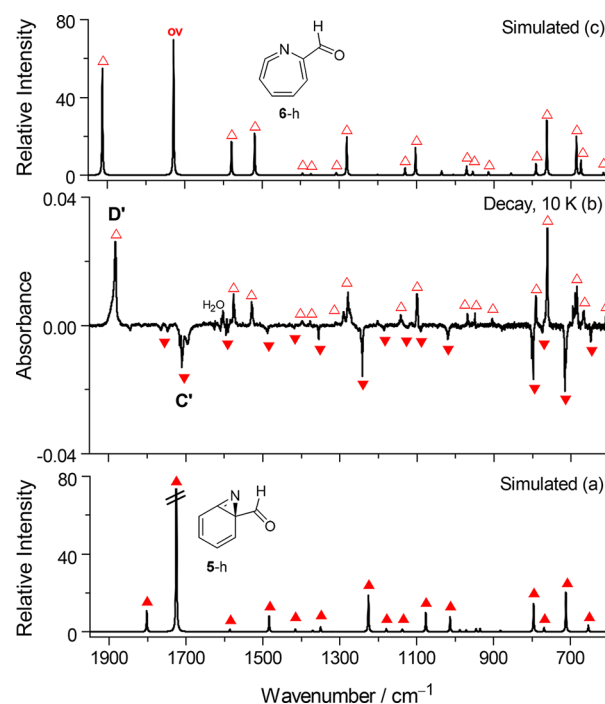 80
ov
Simulated (c)
N
H
O
40
6-h
0
Relative Intensity
0.04
D'
Decay, 10 K (b)
H₂O
0.00
C'
-0.04
Absorbance
80
Simulated (a)
N
H
O
40
5-h
0
Relative Intensity
1900 1700 1500 1300 1100 900 700
Wavenumber / cm⁻¹